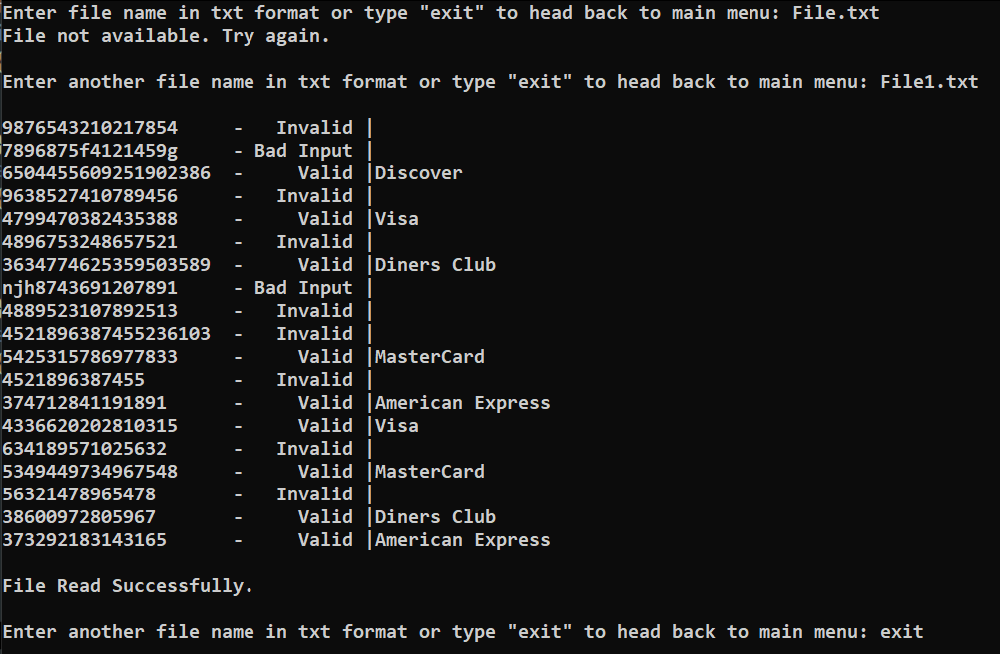 Enter file name in txt format or type "exit" to head back to main menu: File.txt
File not available. Try again.
Enter another file name in txt format or type "exit" to head back to main menu: File1.txt
9876543210217854     -   Invalid |
7896875f4121459g     - Bad Input |
6504455609251902386  -     Valid |Discover
9638527410789456     -   Invalid |
4799470382435388     -     Valid |Visa
4896753248657521     -   Invalid |
3634774625359503589  -     Valid |Diners Club
njh8743691207891     - Bad Input |
4889523107892513     -   Invalid |
4521896387455236103  -   Invalid |
5425315786977833     -     Valid |MasterCard
4521896387455        -   Invalid |
374712841191891      -     Valid |American Express
4336620202810315     -     Valid |Visa
634189571025632      -   Invalid |
5349449734967548     -     Valid |MasterCard
56321478965478       -   Invalid |
38600972805967       -     Valid |Diners Club
373292183143165      -     Valid |American Express
File Read Successfully.
Enter another file name in txt format or type "exit" to head back to main menu: exit